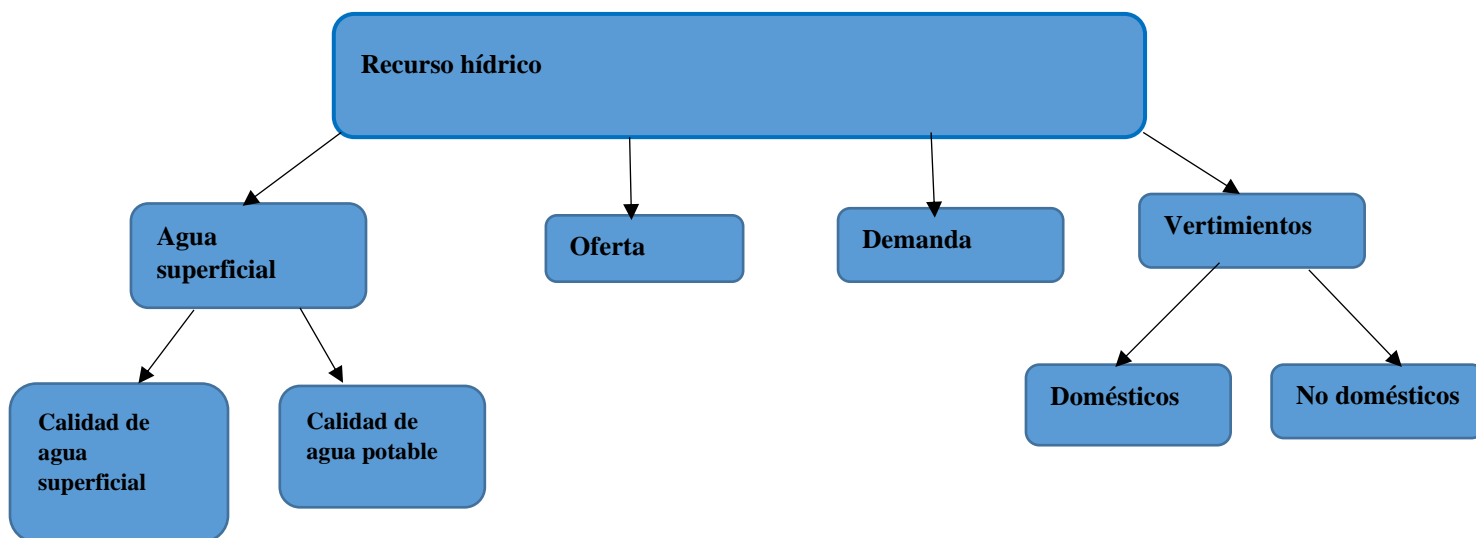 Recurso hídrico
Agua
superficial
Oferta
Demanda
Vertimientos
Calidad de
agua
superficial
Calidad de
agua potable
Domésticos
No domésticos